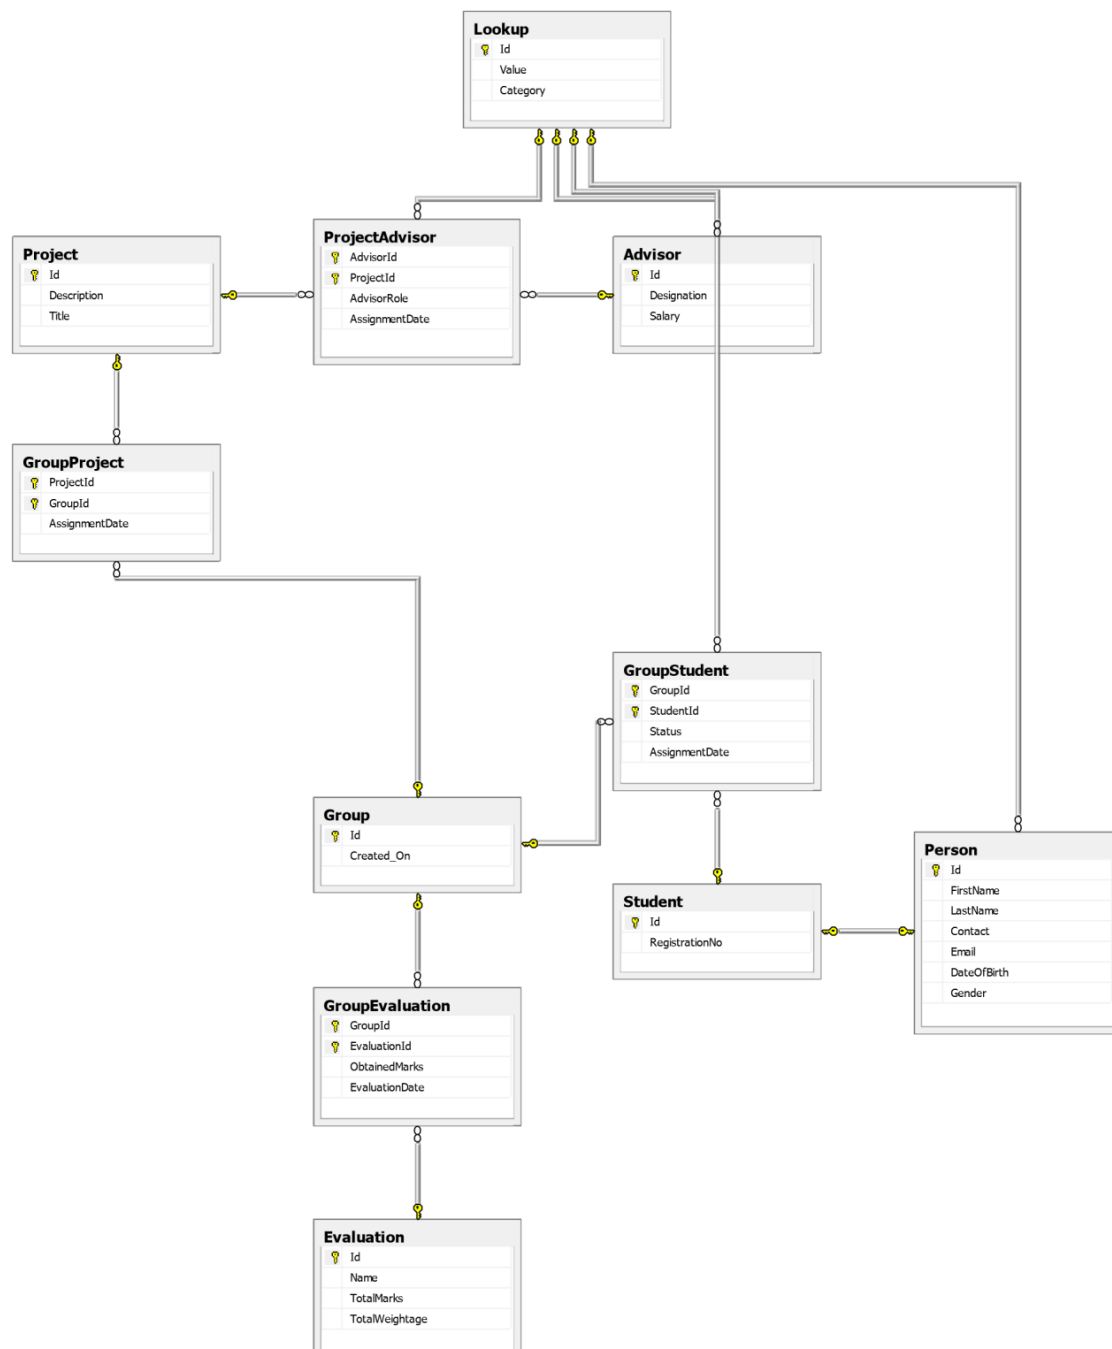 Lookup
Id
Value
Category
Project
Id
Description
Title
ProjectAdvisor
AdvisorId
ProjectId
AdvisorRole
AssignmentDate
Advisor
Id
Designation
Salary
GroupProject
ProjectId
GroupId
AssignmentDate
GroupStudent
GroupId
StudentId
Status
AssignmentDate
Group
Id
Created_On
Student
Id
RegistrationNo
Person
Id
FirstName
LastName
Contact
Email
DateOfBirth
Gender
GroupEvaluation
GroupId
EvaluationId
ObtainedMarks
EvaluationDate
Evaluation
Id
Name
TotalMarks
TotalWeightage